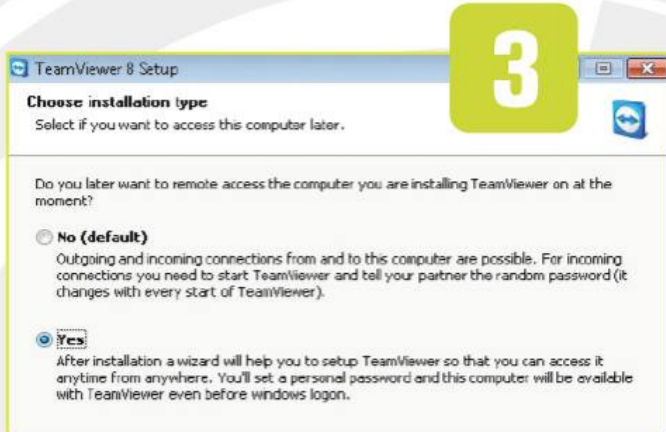 3
TeamViewer 8 Setup
Choose installation type
Select if you want to access this computer later.
Do you later want to remote access the computer you are installing TeamViewer on at the
moment?
No (default)
Outgoing and incoming connections from and to this computer are possible. For incoming
connections you need to start TeamViewer and tell your partner the random password (it
changes with every start of TeamViewer).
Yes
After installation a wizard will help you to setup TeamViewer so that you can access it
anytime from anywhere. You'll set a personal password and this computer will be available
with TeamViewer even before windows logon.